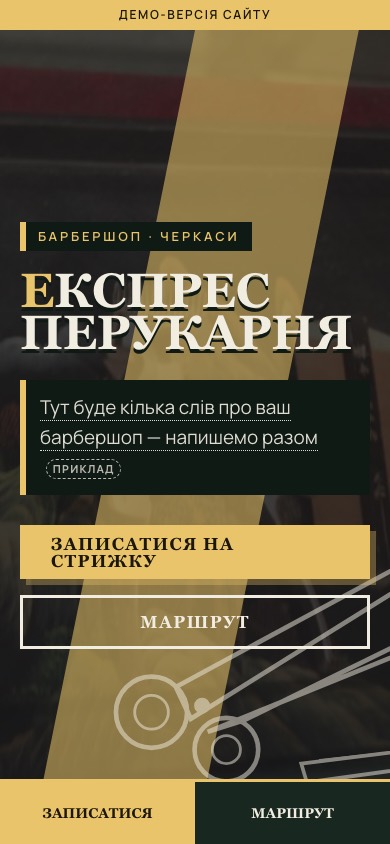 ДЕМО-ВЕРСІЯ САЙТУ
БАРБЕРШОП · ЧЕРКАСИ
ЕКСПРЕС
ПЕРУКАРНЯ
Тут буде кілька слів про ваш
барбершоп — напишемо разом
ПРИКЛАД
ЗАПИСАТИСЯ НА
СТРИЖКУ
МАРШРУТ
ЗАПИСАТИСЯ
МАРШРУТ